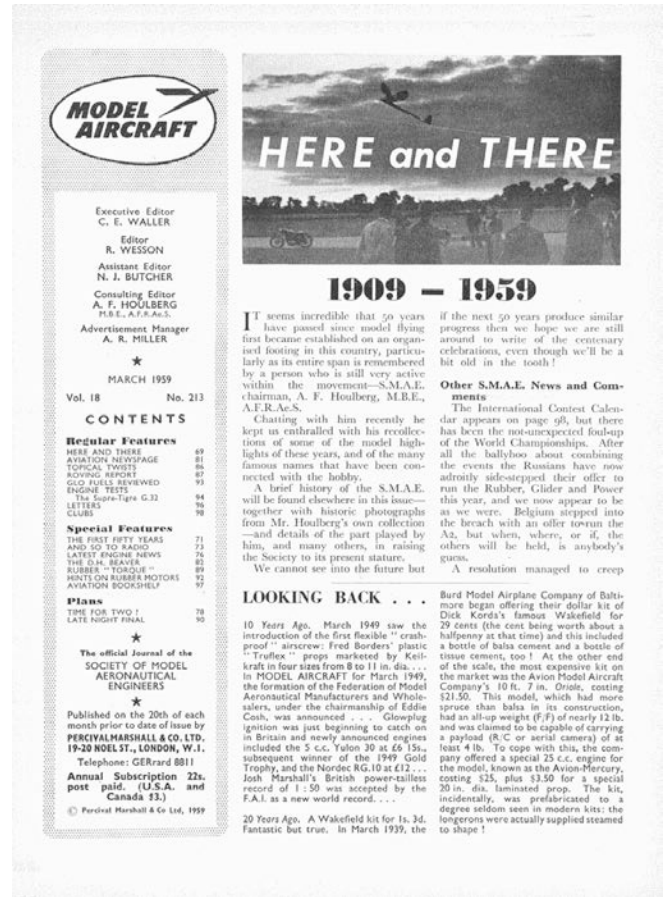 MODEL
AIRCRAFT
Executive Editor
C. E. WALLER
Editor
R. WESSON
Assistant Editor
N. J. BUTCHER
Consulting Editor
A. F. HOULBERG
M.B.E., A.F.R.Ae.S.
Advertisement Manager
A. R. MILLER
★
MARCH 1959
Vol. 18 No. 213
CONTENTS
Regular Features
HERE AND THERE 69
AVIATION NEWSPAGE 81
TOPICAL TWISTS 86
ROVING REPORT 87
GLO FUELS REVIEWED 93
ENGINE TESTS
The Supre-Tigre G.32 94
LETTERS 96
CLUBS 98
Special Features
THE FIRST FIFTY YEARS 71
AND SO TO RADIO 73
LATEST ENGINE NEWS 76
THE D.H. BEAVER 82
RUBBER "TORQUE" 89
HINTS ON RUBBER MOTORS 92
AVIATION BOOKSHELF 97
Plans
TIME FOR TWO ! 78
LATE NIGHT FINAL 90
★
The official Journal of the
SOCIETY OF MODEL
AERONAUTICAL
ENGINEERS
★
Published on the 20th of each
month prior to date of issue by
PERCIVAL MARSHALL & CO. LTD.
19-20 NOEL ST., LONDON, W.1.
Telephone: GERrard 8811
Annual Subscription 22s.
post paid. (U.S.A. and
Canada $3.)
© Percival Marshall & Co Ltd, 1959
HERE and THERE
1909 – 1959
IT seems incredible that 50 years
have passed since model flying
first became established on an organ-
ised footing in this country, particu-
larly as its entire span is remembered
by a person who is still very active
within the movement—S.M.A.E.
chairman, A. F. Houlberg, M.B.E.,
A.F.R.Ae.S.
Chatting with him recently he
kept us enthralled with his recollec-
tions of some of the model high-
lights of these years, and of the many
famous names that have been con-
nected with the hobby.
A brief history of the S.M.A.E.
will be found elsewhere in this issue—
together with historic photographs
from Mr. Houlberg's own collection
—and details of the part played by
him, and many others, in raising
the Society to its present stature.
We cannot see into the future but
if the next 50 years produce similar
progress then we hope we are still
around to write of the centenary
celebrations, even though we'll be a
bit old in the tooth !
Other S.M.A.E. News and Com-
ments
The International Contest Calen-
dar appears on page 98, but there
has been the not-unexpected foul-up
of the World Championships. After
all the ballyhoo about combining
the events the Russians have now
adroitly side-stepped their offer to
run the Rubber, Glider and Power
this year, and we now appear to be
as we were. Belgium stepped into
the breach with an offer to run the
A2, but when, where, or if, the
others will be held, is anybody's
guess.
A resolution managed to creep
LOOKING BACK . . .
10 Years Ago. March 1949 saw the
introduction of the first flexible " crash-
proof " airscrew: Fred Borders' plastic
" Truflex " props marketed by Keil-
kraft in four sizes from 8 to 11 in. dia. . . .
In MODEL AIRCRAFT for March 1949,
the formation of the Federation of Model
Aeronautical Manufacturers and Whole-
salers, under the chairmanship of Eddie
Cosh, was announced . . . Glowplug
ignition was just beginning to catch on
in Britain and newly announced engines
included the 5 c.c. Yulon 30 at £6 15s.,
subsequent winner of the 1949 Gold
Trophy, and the Nordec RG.10 at £12 . . .
Josh Marshall's British power-tailless
record of 1 : 50 was accepted by the
F.A.I. as a new world record. . . .
20 Years Ago. A Wakefield kit for 1s. 3d.
Fantastic but true. In March 1939, the
Burd Model Airplane Company of Balti-
more began offering their dollar kit of
Dick Korda's famous Wakefield for
29 cents (the cent being worth about a
halfpenny at that time) and this included
a bottle of balsa cement and a bottle of
tissue cement, too ! At the other end
of the scale, the most expensive kit on
the market was the Avion Model Aircraft
Company's 10 ft. 7 in. Oriole, costing
$21.50. This model, which had more
spruce than balsa in its construction,
had an all-up weight (F/F) of nearly 12 lb.
and was claimed to be capable of carrying
a payload (R/C or aerial camera) of at
least 4 lb. To cope with this, the com-
pany offered a special 25 c.c. engine for
the model, known as the Avion-Mercury,
costing $25, plus $3.50 for a special
20 in. dia. laminated prop. The kit,
incidentally, was prefabricated to a
degree seldom seen in modern kits: the
longerons were actually supplied steamed
to shape !